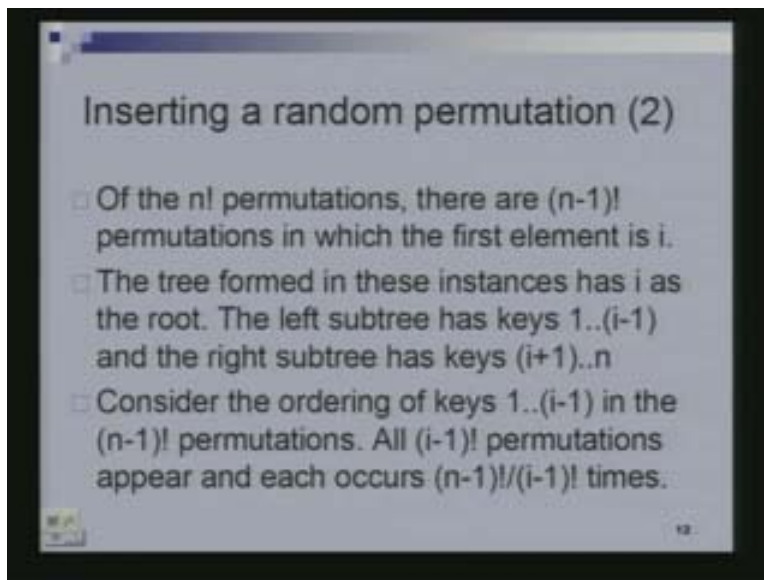 Inserting a random permutation (2)
Of the n! permutations, there are (n-1)!
permutations in which the first element is i.
The tree formed in these instances has i as
the root. The left subtree has keys 1..(i-1)
and the right subtree has keys (i+1)..n
Consider the ordering of keys 1..(i-1) in the
(n-1)! permutations. All (i-1)! permutations
appear and each occurs (n-1)!/(i-1)! times.